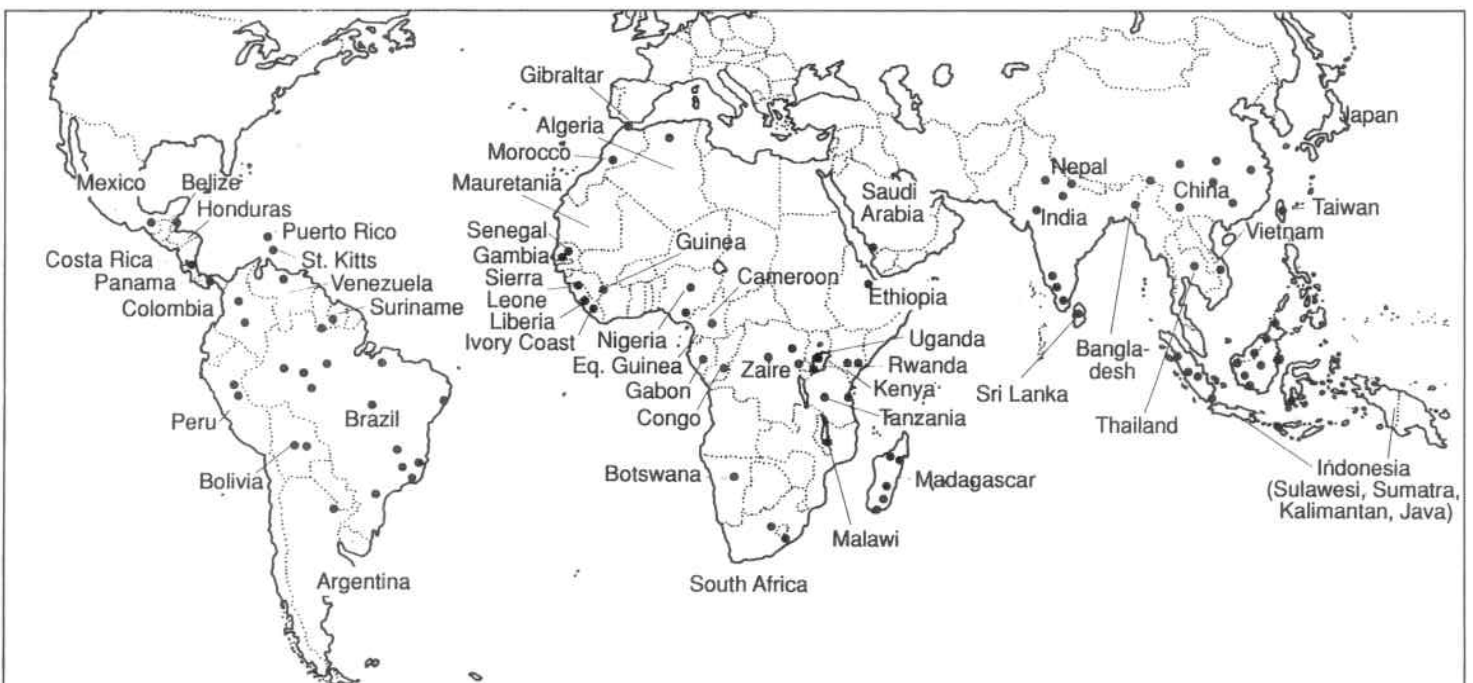 Gibraltar
Algeria
Morocco
Mauretania
Senegal
Gambia
Sierra
Leone
Liberia
Ivory Coast
Guinea
Nigeria
Eq. Guinea
Gabon
Congo
Cameroon
Zaire
Botswana
South Africa
Saudi
Arabia
Ethiopia
Uganda
Rwanda
Kenya
Tanzania
Madagascar
Malawi
Mexico
Belize
Honduras
Puerto Rico
St. Kitts
Costa Rica
Panama
Venezuela
Colombia
Suriname
Peru
Brazil
Bolivia
Argentina
Japan
Nepal
China
India
Taiwan
Vietnam
Sri Lanka
Bangla-
desh
Thailand
Indonesia
(Sulawesi, Sumatra,
Kalimantan, Java)